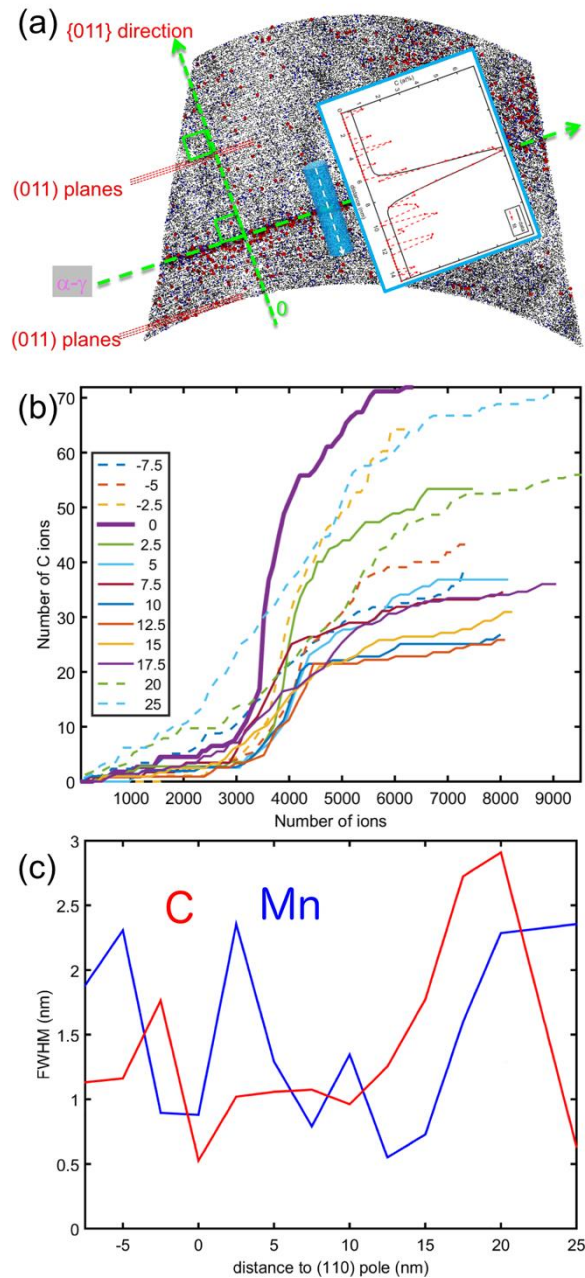 (a)
{011} direction
C (at%)
(011) planes
α-γ
0
(011) planes
(b)
70
60
50
40
30
20
10
0
Number of C ions
-7.5
-5
-2.5
0
2.5
5
7.5
10
12.5
15
17.5
20
25
1000 2000 3000 4000 5000 6000 7000 8000 9000
Number of ions
(c)
C Mn
3
2.5
2
1.5
1
0.5
0
FWHM (nm)
-5 0 5 10 15 20 25
distance to (110) pole (nm)